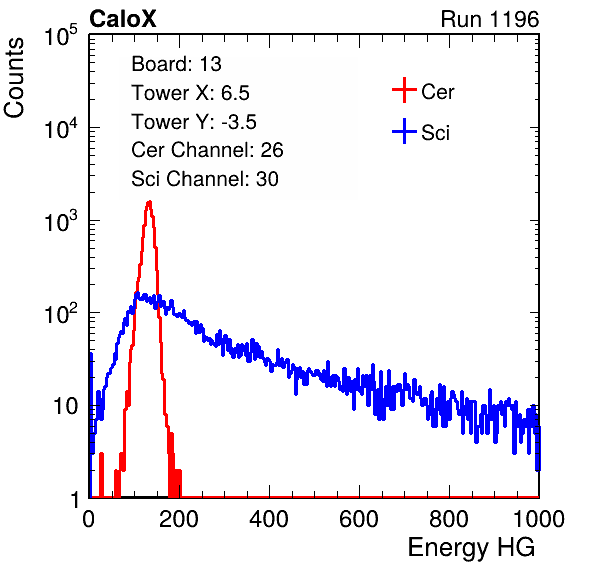 CaloX Run 1196
Counts
10^5
10^4
10^3
10^2
10
1
Board: 13
Tower X: 6.5
Tower Y: -3.5
Cer Channel: 26
Sci Channel: 30
Cer
Sci
0 200 400 600 800 1000
Energy HG